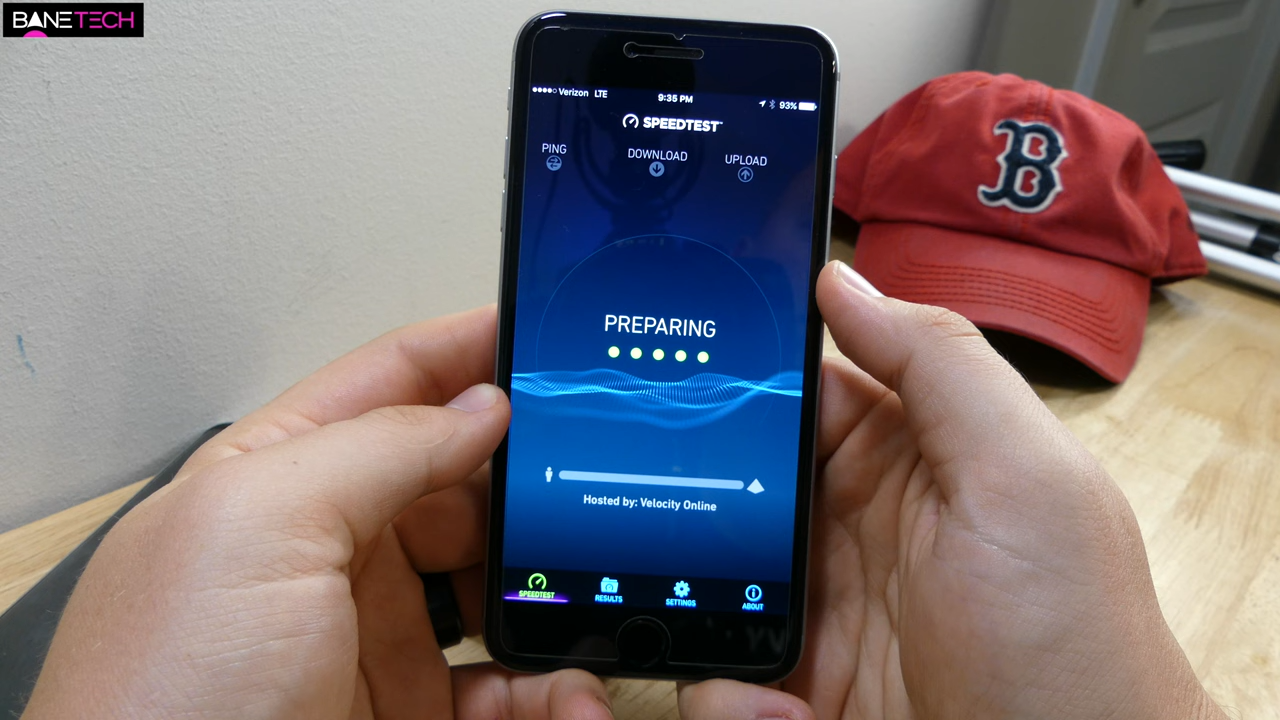 BANETECH
Verizon LTE
9:35 PM
93%
SPEEDTEST
PING
DOWNLOAD
UPLOAD
PREPARING
Hosted by: Velocity Online
SPEEDTEST
RESULTS
SETTINGS
ABOUT
B